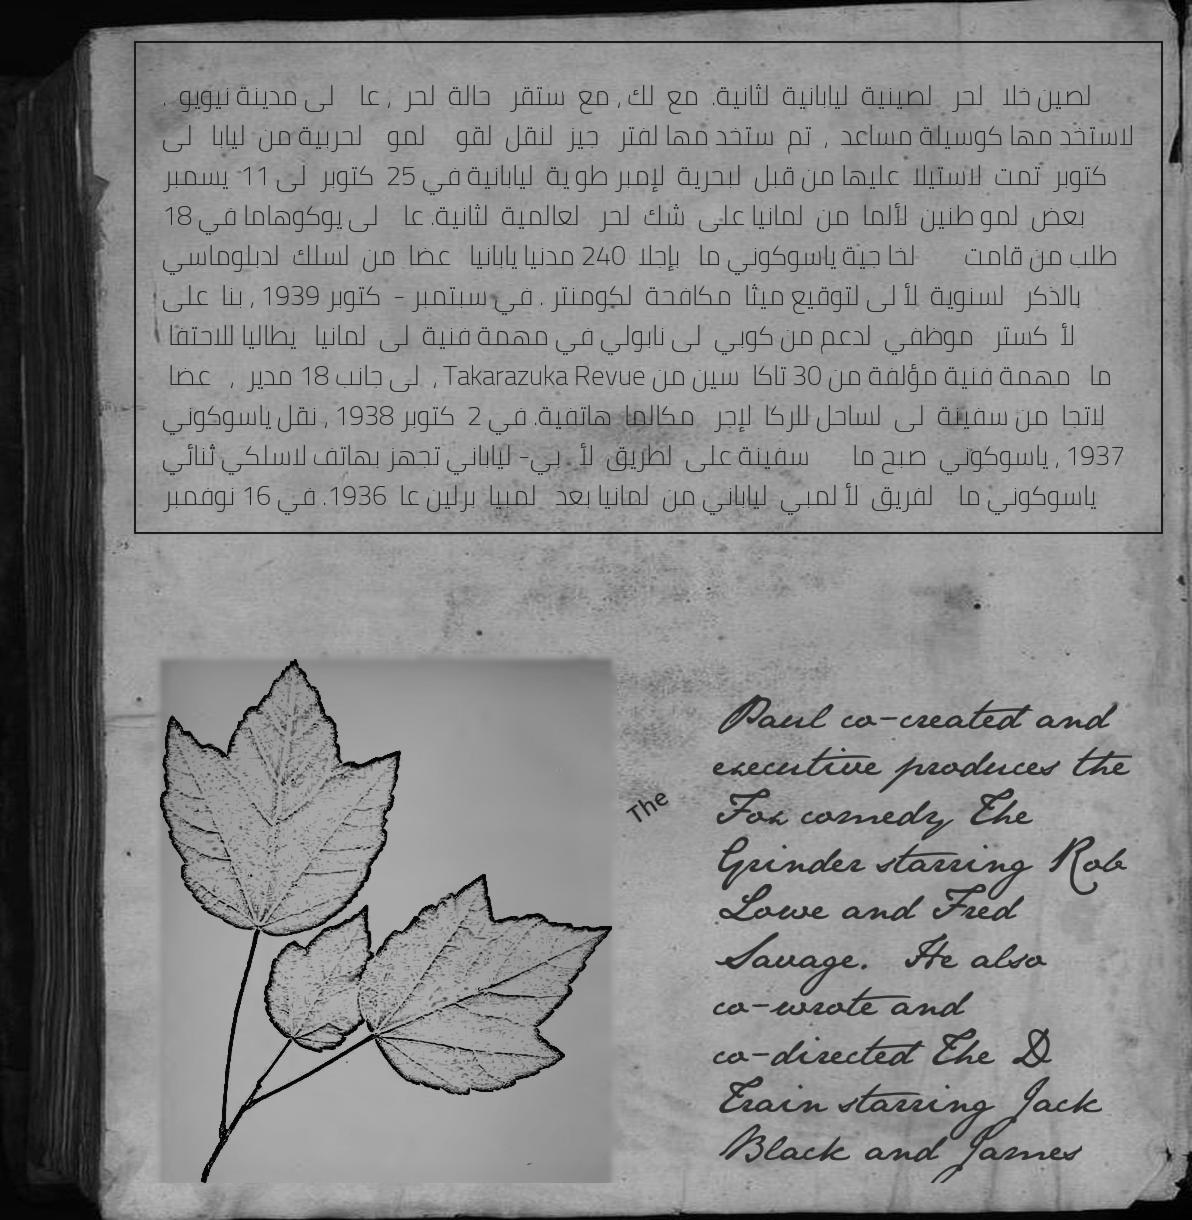 لصين خلا لحر لصينية ليابانية لثانية. مع لك , مع ستقر حالة لحر , عا لى مدينة نيويو .
لاستخد مها كوسيلة مساعد , تم ستخد مها لفتر جيز لنقل لقو لمو لحربية من ليابا لى
كتوبر تمت لاستيلا عليها من قبل لبحرية لإمبر طو ية ليابانية في 25 كتوبر لى 11 يسمبر
بعض لمو طنين لألما من لمانيا على شك لحر لعالمية لثانية. عا لى يوكوهاما في 18
طلب من قامت لخا جية ياسوكوني ما بإجلا 240 مدنيا يابانيا عضا من لسلك لدبلوماسي
بالذكر لسنوية لأ لى لتوقيع ميثا مكافحة لكومنتر . في سبتمبر - كتوبر 1939 , بنا على
لأ كستر موظفي لدعم من كوبي لى نابولي في مهمة فنية لى لمانيا يطاليا للاحتفا
ما مهمة فنية مؤلفة من 30 تاكا سين من Takarazuka Revue , لى جانب 18 مدير , عضا
لاتجا من سفينة لى لساحل للركا لإجر مكالما هاتفية. في 2 كتوبر 1938 , نقل ياسوكوني
1937 , ياسوكوني صبح ما سفينة على لطريق لأ بي- لياباني تجهز بهاتف لاسلكي ثنائي
ياسوكوني ما لفريق لأ لمبي لياباني من لمانيا بعد لمبيا برلين عا 1936. في 16 نوفمبر
The
Paul co-created and
executive produces the
Fox comedy The
Grinder starring Rob
Lowe and Fred
Savage. He also
co-wrote and
co-directed The D
Train starring Jack
Black and James